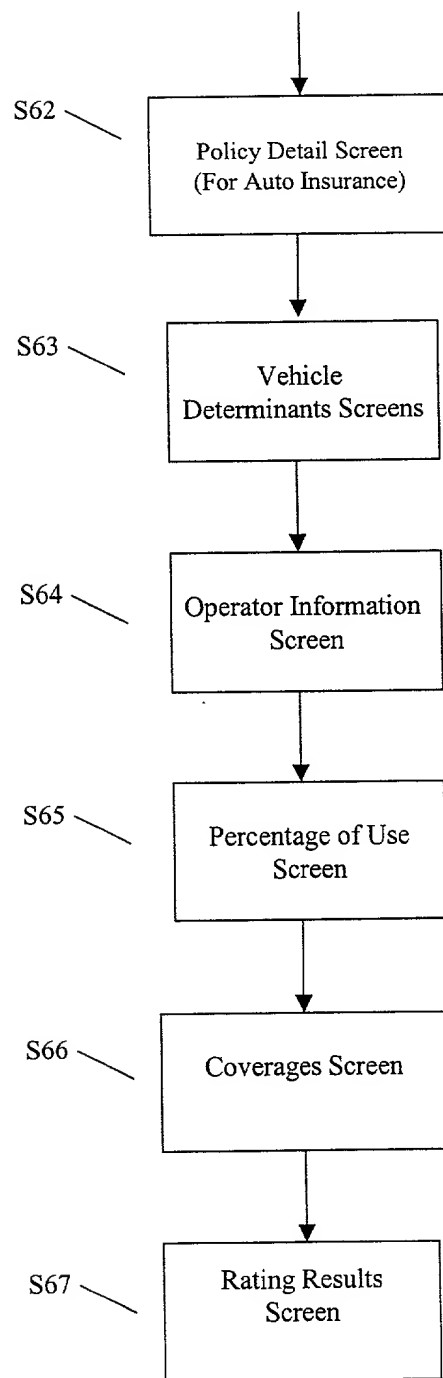 S62
Policy Detail Screen
(For Auto Insurance)
S63
Vehicle
Determinants Screens
S64
Operator Information
Screen
S65
Percentage of Use
Screen
S66
Coverages Screen
S67
Rating Results
Screen